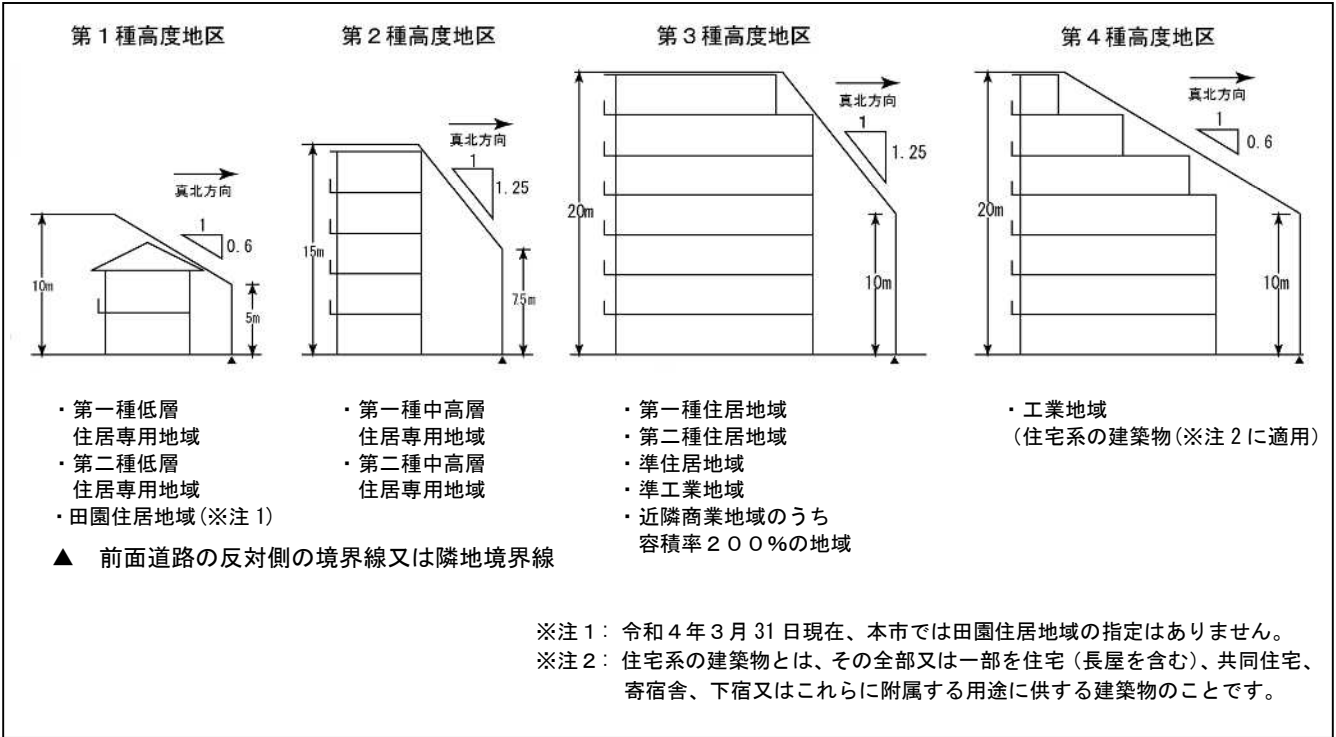 第１種高度地区
第２種高度地区
第３種高度地区
第４種高度地区
真北方向
1
0.6
10m
5m
真北方向
1
1.25
15m
7.5m
真北方向
1
1.25
20m
10m
真北方向
1
0.6
20m
10m
・第一種低層
住居専用地域
・第二種低層
住居専用地域
・田園住居地域(※注1)
・第一種中高層
住居専用地域
・第二種中高層
住居専用地域
・第一種住居地域
・第二種住居地域
・準住居地域
・準工業地域
・近隣商業地域のうち
容積率２００%の地域
・工業地域
(住宅系の建築物(※注2に適用)
▲　前面道路の反対側の境界線又は隣地境界線
※注１：令和４年３月31日現在、本市では田園住居地域の指定はありません。
※注２：住宅系の建築物とは、その全部又は一部を住宅（長屋を含む）、共同住宅、
寄宿舎、下宿又はこれらに附属する用途に供する建築物のことです。